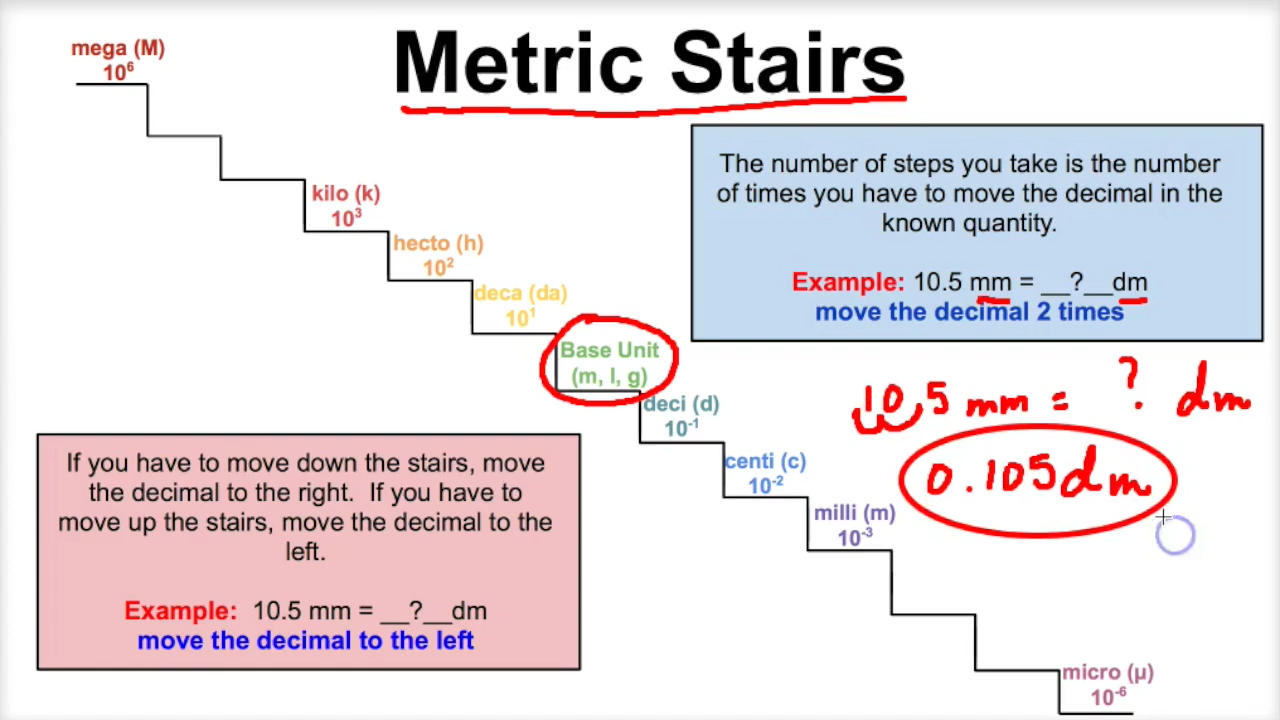 Metric Stairs
mega (M)
10⁶
kilo (k)
10³
hecto (h)
10²
deca (da)
10¹
Base Unit
(m, l, g)
deci (d)
10⁻¹
centi (c)
10⁻²
milli (m)
10⁻³
micro (μ)
10⁻⁶
The number of steps you take is the number
of times you have to move the decimal in the
known quantity.
Example: 10.5 mm = __?__dm
move the decimal 2 times
10.5 mm = ? dm
0.105 dm
If you have to move down the stairs, move
the decimal to the right. If you have to
move up the stairs, move the decimal to the
left.
Example: 10.5 mm = __?__dm
move the decimal to the left